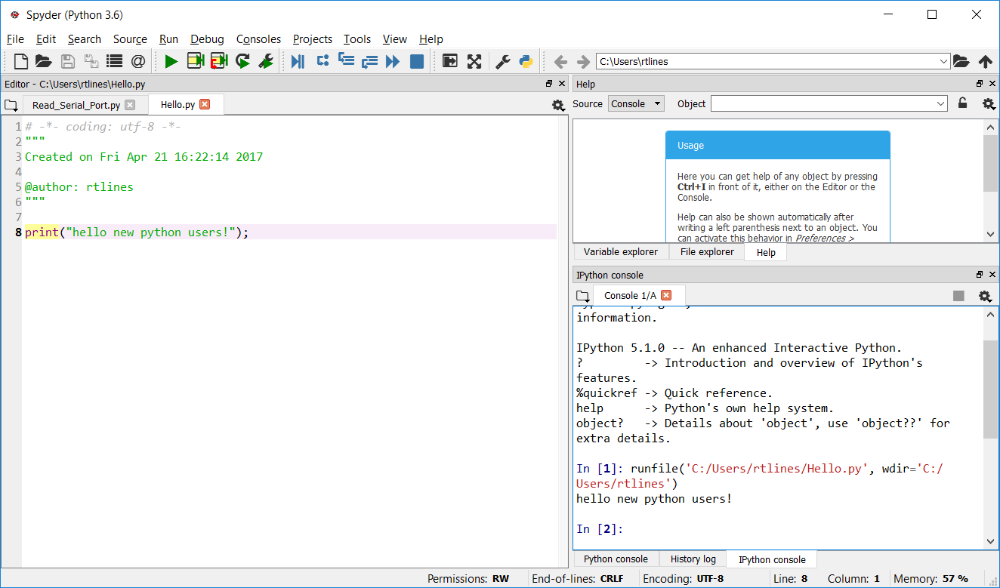 Spyder (Python 3.6)
File Edit Search Source Run Debug Consoles Projects Tools View Help
C:\Users\rtlines
Editor - C:\Users\rtlines\Hello.py
Read_Serial_Port.py Hello.py
1 # -*- coding: utf-8 -*-
2 """
3 Created on Fri Apr 21 16:22:14 2017
4
5 @author: rtlines
6 """
7
8 print("hello new python users!");
Help
Source Console Object
Usage
Here you can get help of any object by pressing
Ctrl+I in front of it, either on the Editor or the
Console.
Help can also be shown automatically after
writing a left parenthesis next to an object. You
can activate this behavior in Preferences >
Variable explorer File explorer Help
IPython console
Console 1/A
information.
IPython 5.1.0 -- An enhanced Interactive Python.
? -> Introduction and overview of IPython's
features.
%quickref -> Quick reference.
help -> Python's own help system.
object? -> Details about 'object', use 'object??' for
extra details.
In [1]: runfile('C:/Users/rtlines/Hello.py', wdir='C:/
Users/rtlines')
hello new python users!
In [2]:
Python console History log IPython console
Permissions: RW End-of-lines: CRLF Encoding: UTF-8 Line: 8 Column: 1 Memory: 57 %